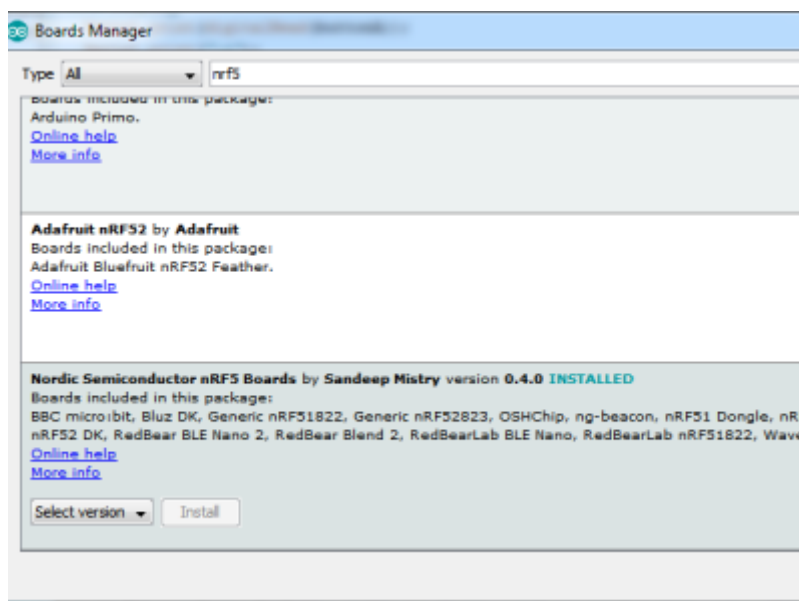 Boards Manager
Type All nrf5
Boards included in this package:
Arduino Primo.
Online help
More info
Adafruit nRF52 by Adafruit
Boards included in this package:
Adafruit Bluefruit nRF52 Feather.
Online help
More info
Nordic Semiconductor nRF5 Boards by Sandeep Mistry version 0.4.0 INSTALLED
Boards included in this package:
BBC micro:bit, Bluz DK, Generic nRF51822, Generic nRF52823, OSHChip, ng-beacon, nRF51 Dongle, nR
nRF52 DK, RedBear BLE Nano 2, RedBear Blend 2, RedBearLab BLE Nano, RedBearLab nRF51822, Wave
Online help
More info
Select version Install